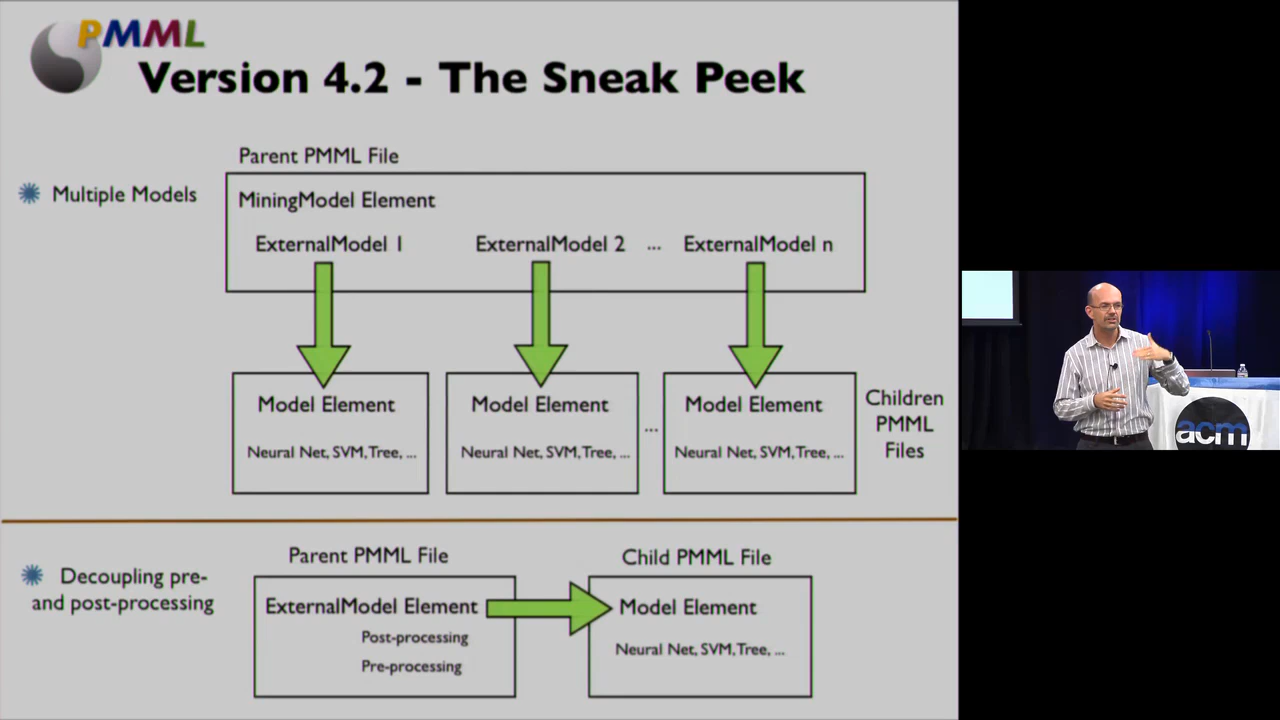 PMML
Version 4.2 - The Sneak Peek
Parent PMML File
Multiple Models
MiningModel Element
ExternalModel 1
ExternalModel 2
...
ExternalModel n
Model Element
Neural Net, SVM, Tree, ...
Model Element
Neural Net, SVM, Tree, ...
...
Model Element
Neural Net, SVM, Tree, ...
Children
PMML
Files
Decoupling pre-
and post-processing
Parent PMML File
ExternalModel Element
Post-processing
Pre-processing
Child PMML File
Model Element
Neural Net, SVM, Tree, ...
acm